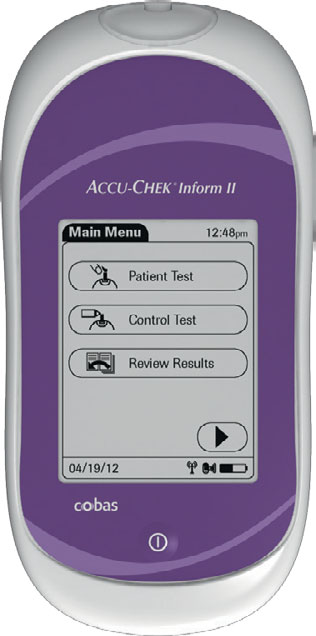 ACCU-CHEK® Inform II
Main Menu 12:48pm
Patient Test
Control Test
Review Results
04/19/12
cobas